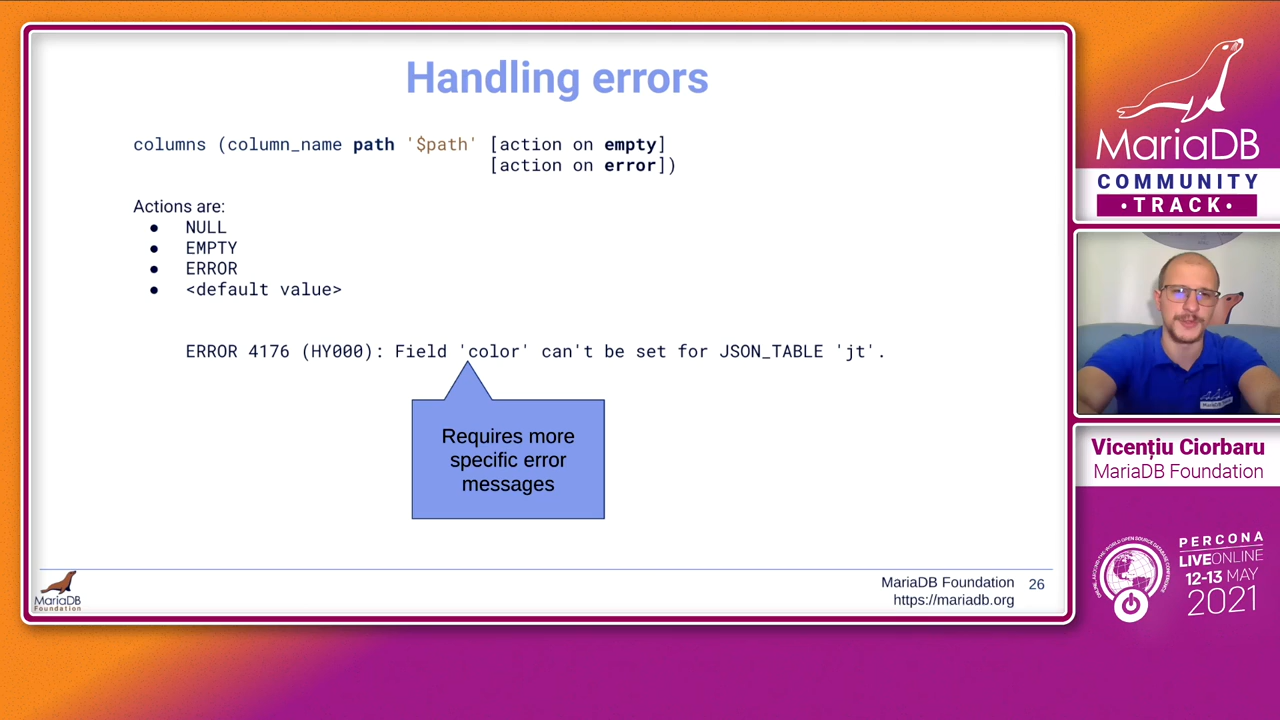 Handling errors
columns (column_name path '$path' [action on empty]
[action on error])
Actions are:
● NULL
● EMPTY
● ERROR
● <default value>
ERROR 4176 (HY000): Field 'color' can't be set for JSON_TABLE 'jt'.
Requires more
specific error
messages
MariaDB
Foundation
MariaDB Foundation 26
https://mariadb.org
MariaDB
COMMUNITY
•TRACK•
Vicențiu Ciorbaru
MariaDB Foundation
PERCONA
LIVEONLINE
12-13 MAY
2021